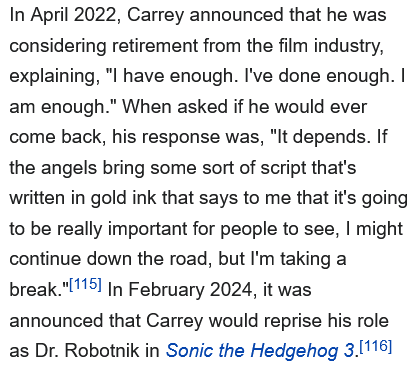 In April 2022, Carrey announced that he was
considering retirement from the film industry,
explaining, "I have enough. I've done enough. I
am enough." When asked if he would ever
come back, his response was, "It depends. If
the angels bring some sort of script that's
written in gold ink that says to me that it's going
to be really important for people to see, I might
continue down the road, but I'm taking a
break."[115] In February 2024, it was
announced that Carrey would reprise his role
as Dr. Robotnik in Sonic the Hedgehog 3.[116]